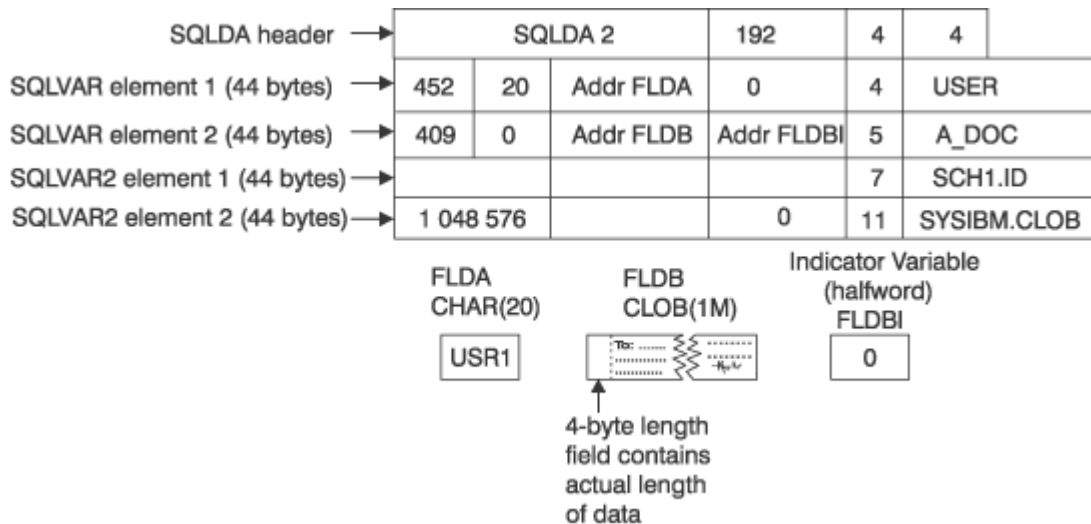 SQLDA header SQLDA 2 192 4 4
SQLVAR element 1 (44 bytes) 452 20 Addr FLDA 0 4 USER
SQLVAR element 2 (44 bytes) 409 0 Addr FLDB Addr FLDBI 5 A_DOC
SQLVAR2 element 1 (44 bytes) 7 SCH1.ID
SQLVAR2 element 2 (44 bytes) 1 048 576 0 11 SYSIBM.CLOB
FLDA
CHAR(20)
USR1
FLDB
CLOB(1M)
To:
4-byte length
field contains
actual length
of data
Indicator Variable
(halfword)
FLDBI
0